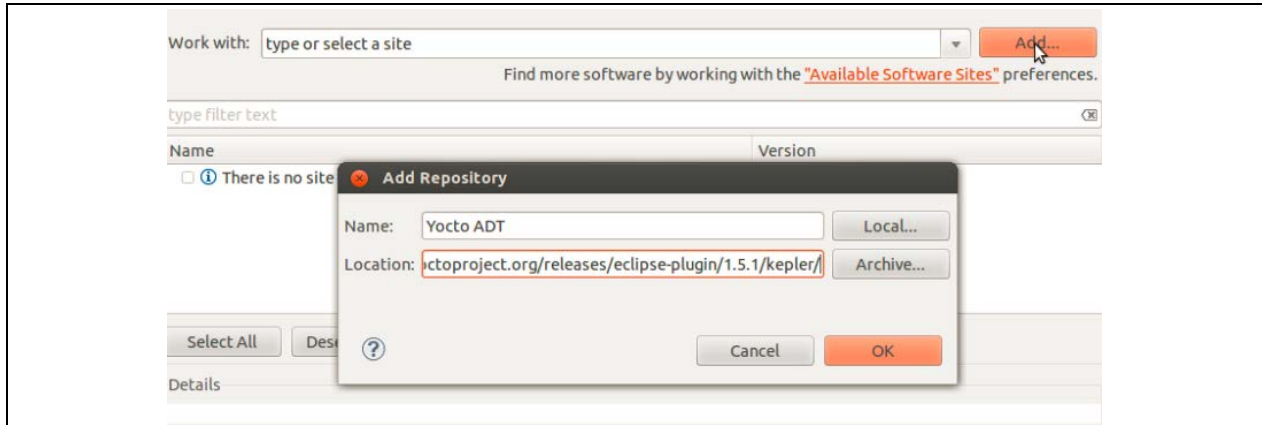 Work with: type or select a site Add...
Find more software by working with the "Available Software Sites" preferences.
type filter text
Name Version
There is no site
Add Repository
Name: Yocto ADT Local...
Location: ctoproject.org/releases/eclipse-plugin/1.5.1/kepler/ Archive...
Select All Des
Cancel OK
Details